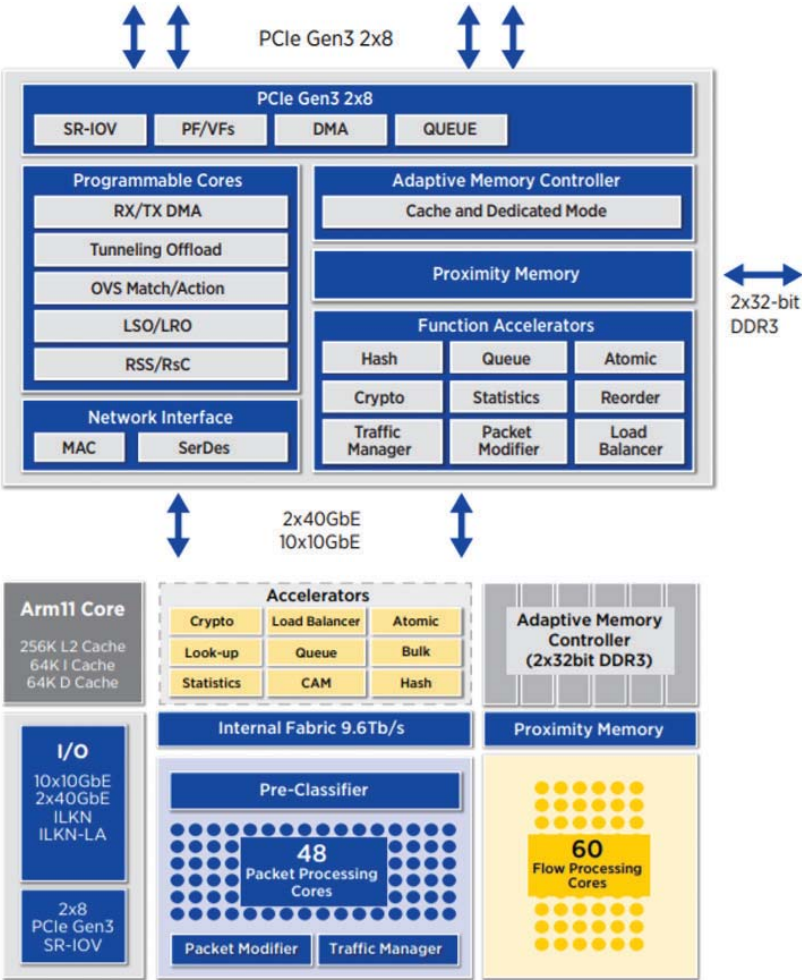 PCIe Gen3 2x8
PCIe Gen3 2x8
SR-IOV
PF/VFs
DMA
QUEUE
Programmable Cores
RX/TX DMA
Tunneling Offload
OVS Match/Action
LSO/LRO
RSS/RsC
Network Interface
MAC
SerDes
Adaptive Memory Controller
Cache and Dedicated Mode
Proximity Memory
Function Accelerators
Hash
Queue
Atomic
Crypto
Statistics
Reorder
Traffic
Manager
Packet
Modifier
Load
Balancer
2x32-bit
DDR3
2x40GbE
10x10GbE
Arm11 Core
256K L2 Cache
64K I Cache
64K D Cache
Accelerators
Crypto
Load Balancer
Atomic
Look-up
Queue
Bulk
Statistics
CAM
Hash
Adaptive Memory
Controller
(2x32bit DDR3)
Internal Fabric 9.6Tb/s
Proximity Memory
I/O
10x10GbE
2x40GbE
ILKN
ILKN-LA
2x8
PCIe Gen3
SR-IOV
Pre-Classifier
48
Packet Processing
Cores
Packet Modifier
Traffic Manager
60
Flow Processing
Cores